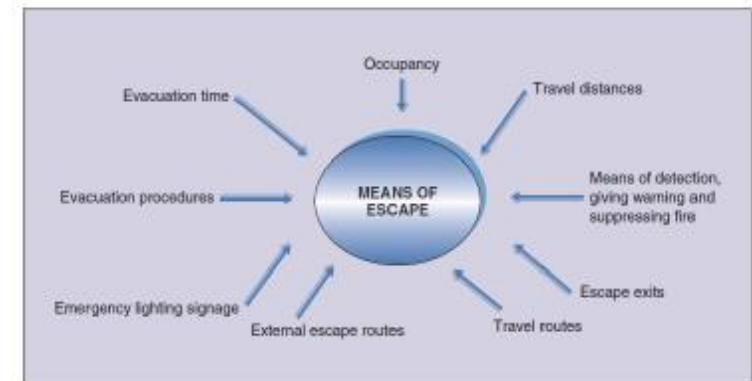 Occupancy
Evacuation time
Travel distances
Evacuation procedures
MEANS OF
ESCAPE
Means of detection,
giving warning and
suppressing fire
Emergency lighting signage
External escape routes
Travel routes
Escape exits